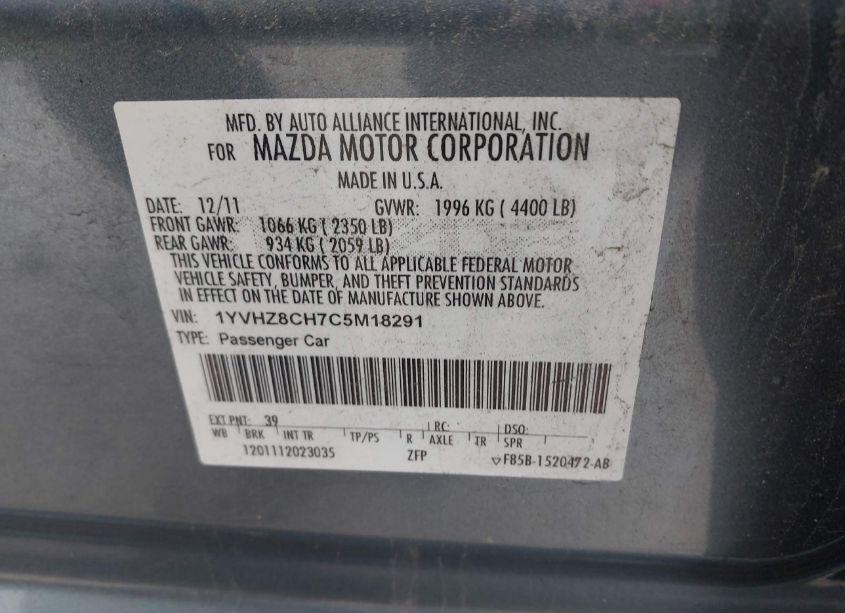 MFD. BY AUTO ALLIANCE INTERNATIONAL, INC.
FOR MAZDA MOTOR CORPORATION
MADE IN U.S.A.
DATE: 12/11 GVWR: 1996 KG ( 4400 LB)
FRONT GAWR: 1066 KG ( 2350 LB)
REAR GAWR: 934 KG ( 2059 LB)
THIS VEHICLE CONFORMS TO ALL APPLICABLE FEDERAL MOTOR
VEHICLE SAFETY, BUMPER, AND THEFT PREVENTION STANDARDS
IN EFFECT ON THE DATE OF MANUFACTURE SHOWN ABOVE.
VIN: 1YVHZ8CH7C5M18291
TYPE: Passenger Car
EXT PNT: 39 RC: DSO:
WB BRK INT TR TP/PS R AXLE TR SPR
1201112023035 ZFP ▽F85B-1520472-AB